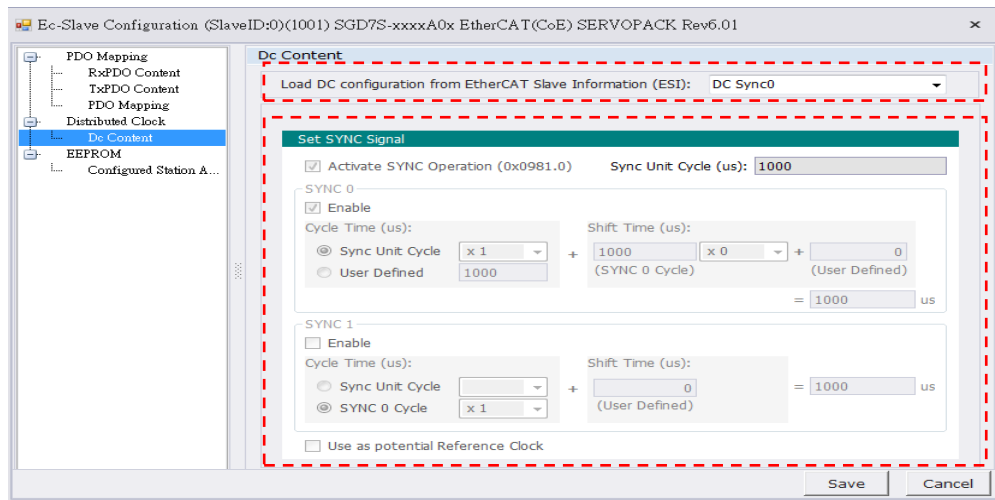 Ec-Slave Configuration (SlaveID:0)(1001) SGD7S-xxxxA0x EtherCAT(CoE) SERVOPACK Rev6.01
PDO Mapping
RxPDO Content
TxPDO Content
PDO Mapping
Distributed Clock
Dc Content
EEPROM
Configured Station A...
Dc Content
Load DC configuration from EtherCAT Slave Information (ESI): DC Sync0
Set SYNC Signal
Activate SYNC Operation (0x0981.0) Sync Unit Cycle (us): 1000
SYNC 0
Enable
Cycle Time (us): Shift Time (us):
Sync Unit Cycle x 1 + 1000 x 0 + 0
User Defined 1000 (SYNC 0 Cycle) (User Defined)
= 1000 us
SYNC 1
Enable
Cycle Time (us): Shift Time (us):
Sync Unit Cycle + 0 = 1000 us
SYNC 0 Cycle x 1 (User Defined)
Use as potential Reference Clock
Save Cancel